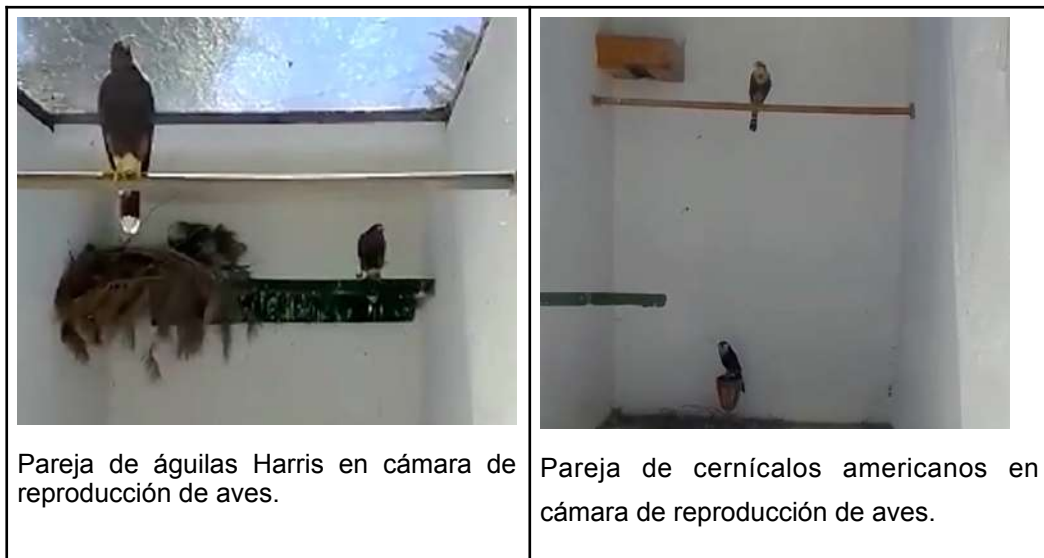 Pareja de águilas Harris en cámara de
reproducción de aves.
Pareja de cernícalos americanos en
cámara de reproducción de aves.